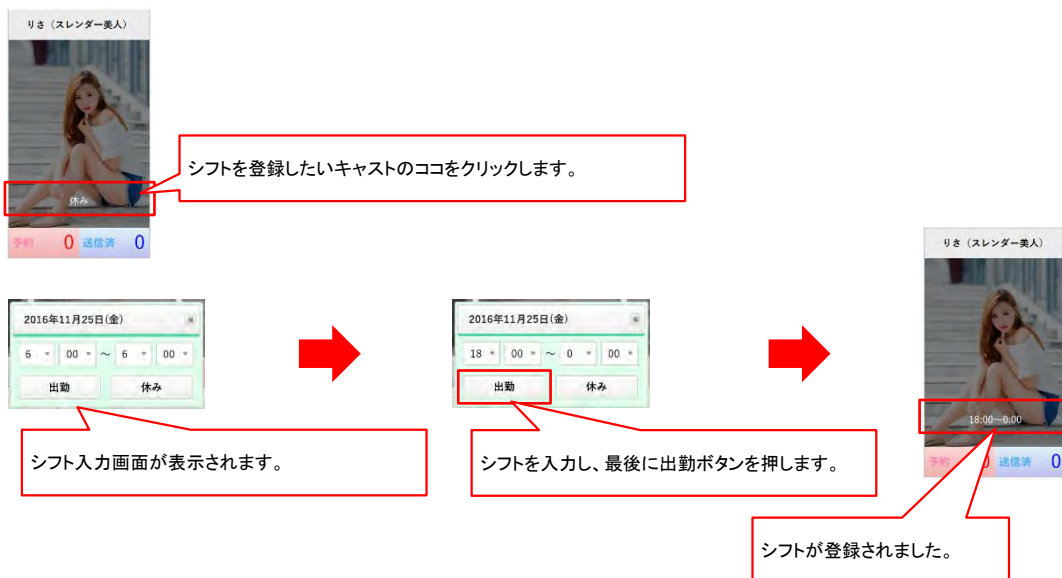 りさ（スレンダー美人）
シフトを登録したいキャストのココをクリックします。
休み
予約 0 送信済 0
2016年11月25日(金)
6 00 ～ 6 00
出勤 休み
シフト入力画面が表示されます。
2016年11月25日(金)
18 00 ～ 0 00
出勤 休み
シフトを入力し、最後に出勤ボタンを押します。
りさ（スレンダー美人）
18:00～0:00
予約 0 送信済 0
シフトが登録されました。